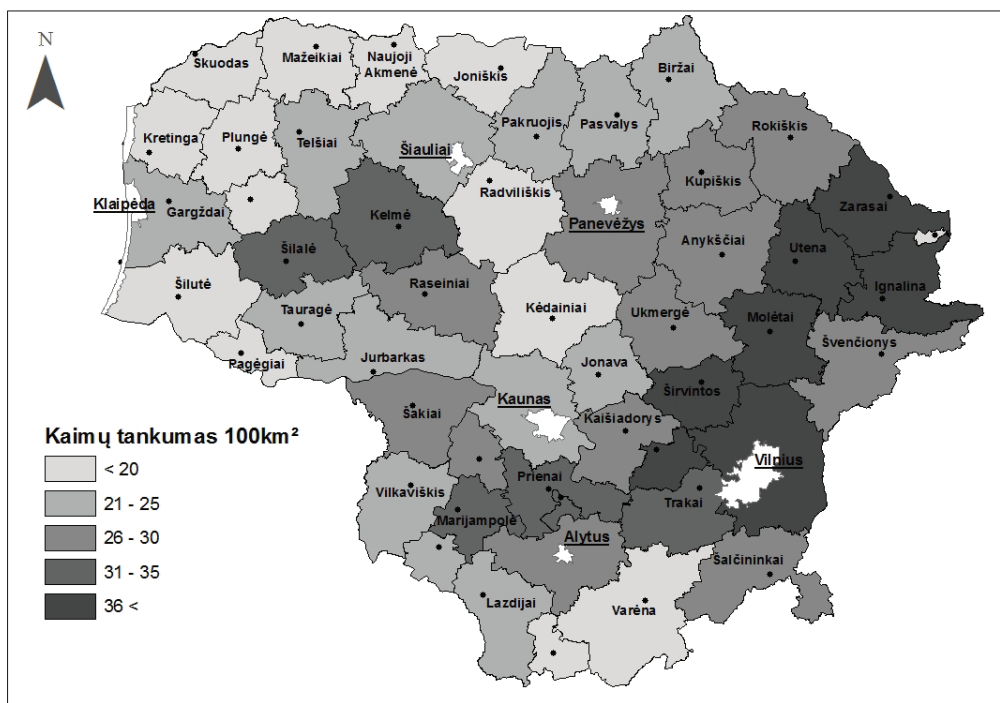 N
Skuodas
Mažeikiai
Naujoji
Akmenė
Joniškis
Biržai
Pakruojis
Pasvalys
Rokiškis
Kretinga
Plungė
Telšiai
Šiauliai
Kupiškis
Radviliškis
Klaipėda
Gargždai
Kelmė
Panevėžys
Anykščiai
Zarasai
Šilalė
Utena
Šilutė
Raseiniai
Ignalina
Tauragė
Kėdainiai
Ukmergė
Molėtai
Švenčionys
Pagėgiai
Jurbarkas
Jonava
Širvintos
Kaunas
Šakiai
Kaišiadorys
Vilnius
Prienai
Vilkaviškis
Trakai
Marijampolė
Alytus
Šalčininkai
Lazdijai
Varėna
Kaimų tankumas 100km²
< 20
21 - 25
26 - 30
31 - 35
36 <